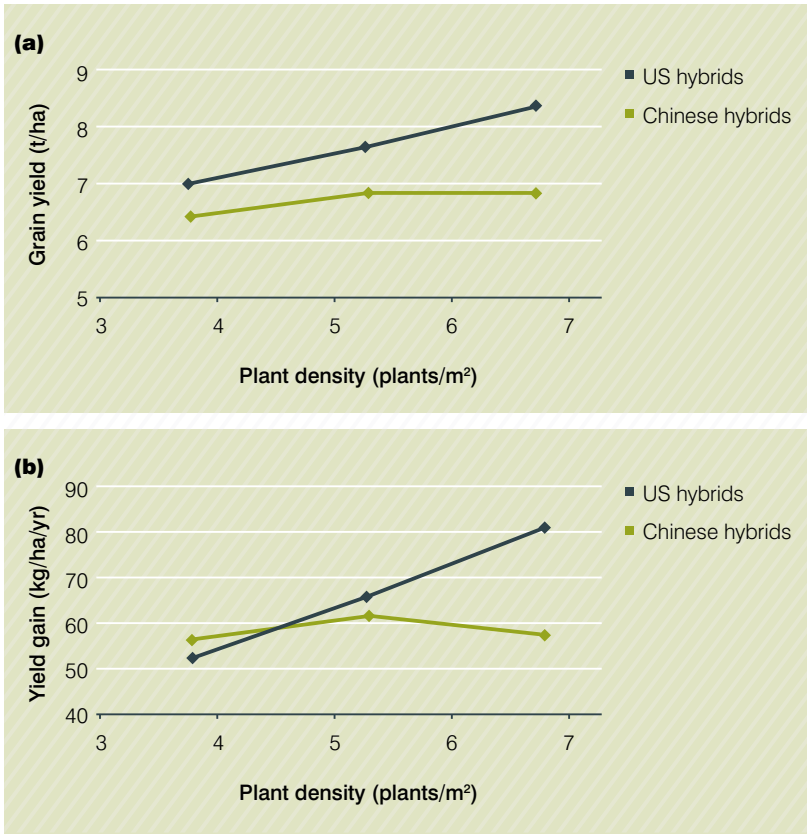 (a)
Grain yield (t/ha)
9
8
7
6
5
3 4 5 6 7
Plant density (plants/m²)
US hybrids
Chinese hybrids
(b)
Yield gain (kg/ha/yr)
90
80
70
60
50
40
3 4 5 6 7
Plant density (plants/m²)
US hybrids
Chinese hybrids